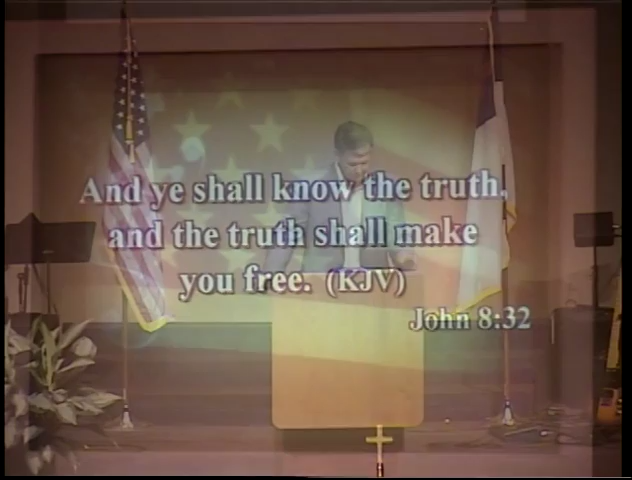 And ye shall know the truth,
and the truth shall make
you free. (KJV)
John 8:32